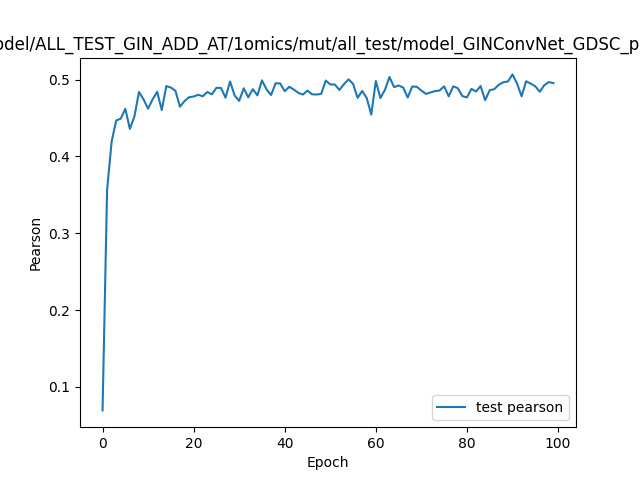 odel/ALL_TEST_GIN_ADD_AT/1omics/mut/all_test/model_GINConvNet_GDSC_p
0.5
0.4
0.3
0.2
0.1
Pearson
test pearson
0 20 40 60 80 100
Epoch